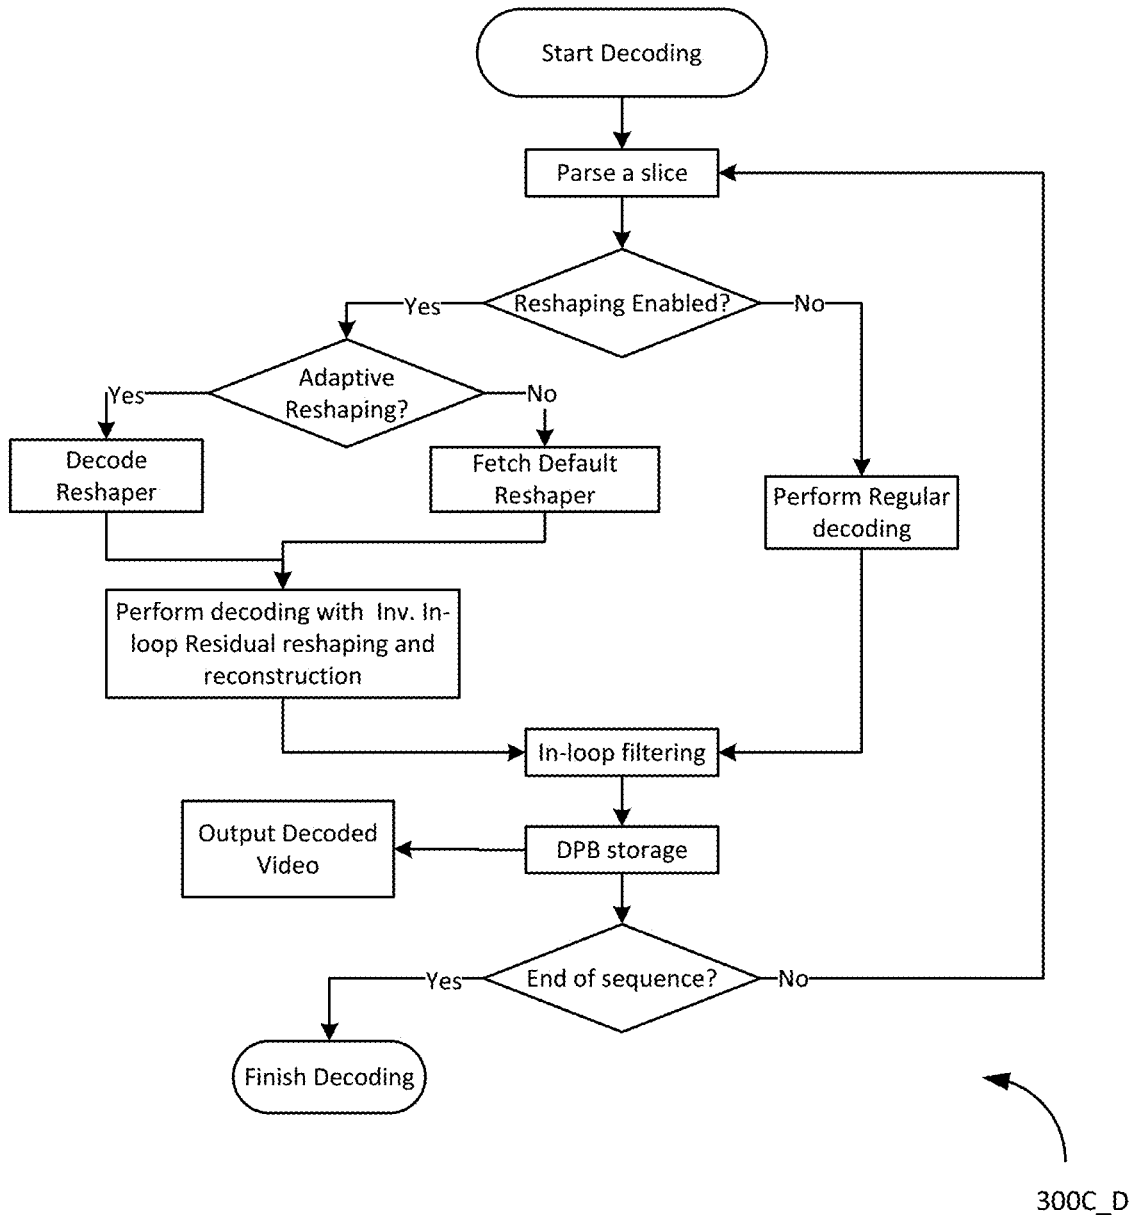 Start Decoding
Parse a slice
Reshaping Enabled?
Yes
No
Adaptive
Reshaping?
Yes
No
Decode
Reshaper
Fetch Default
Reshaper
Perform Regular
decoding
Perform decoding with Inv. In-
loop Residual reshaping and
reconstruction
In-loop filtering
Output Decoded
Video
DPB storage
End of sequence?
Yes
No
Finish Decoding
300C_D